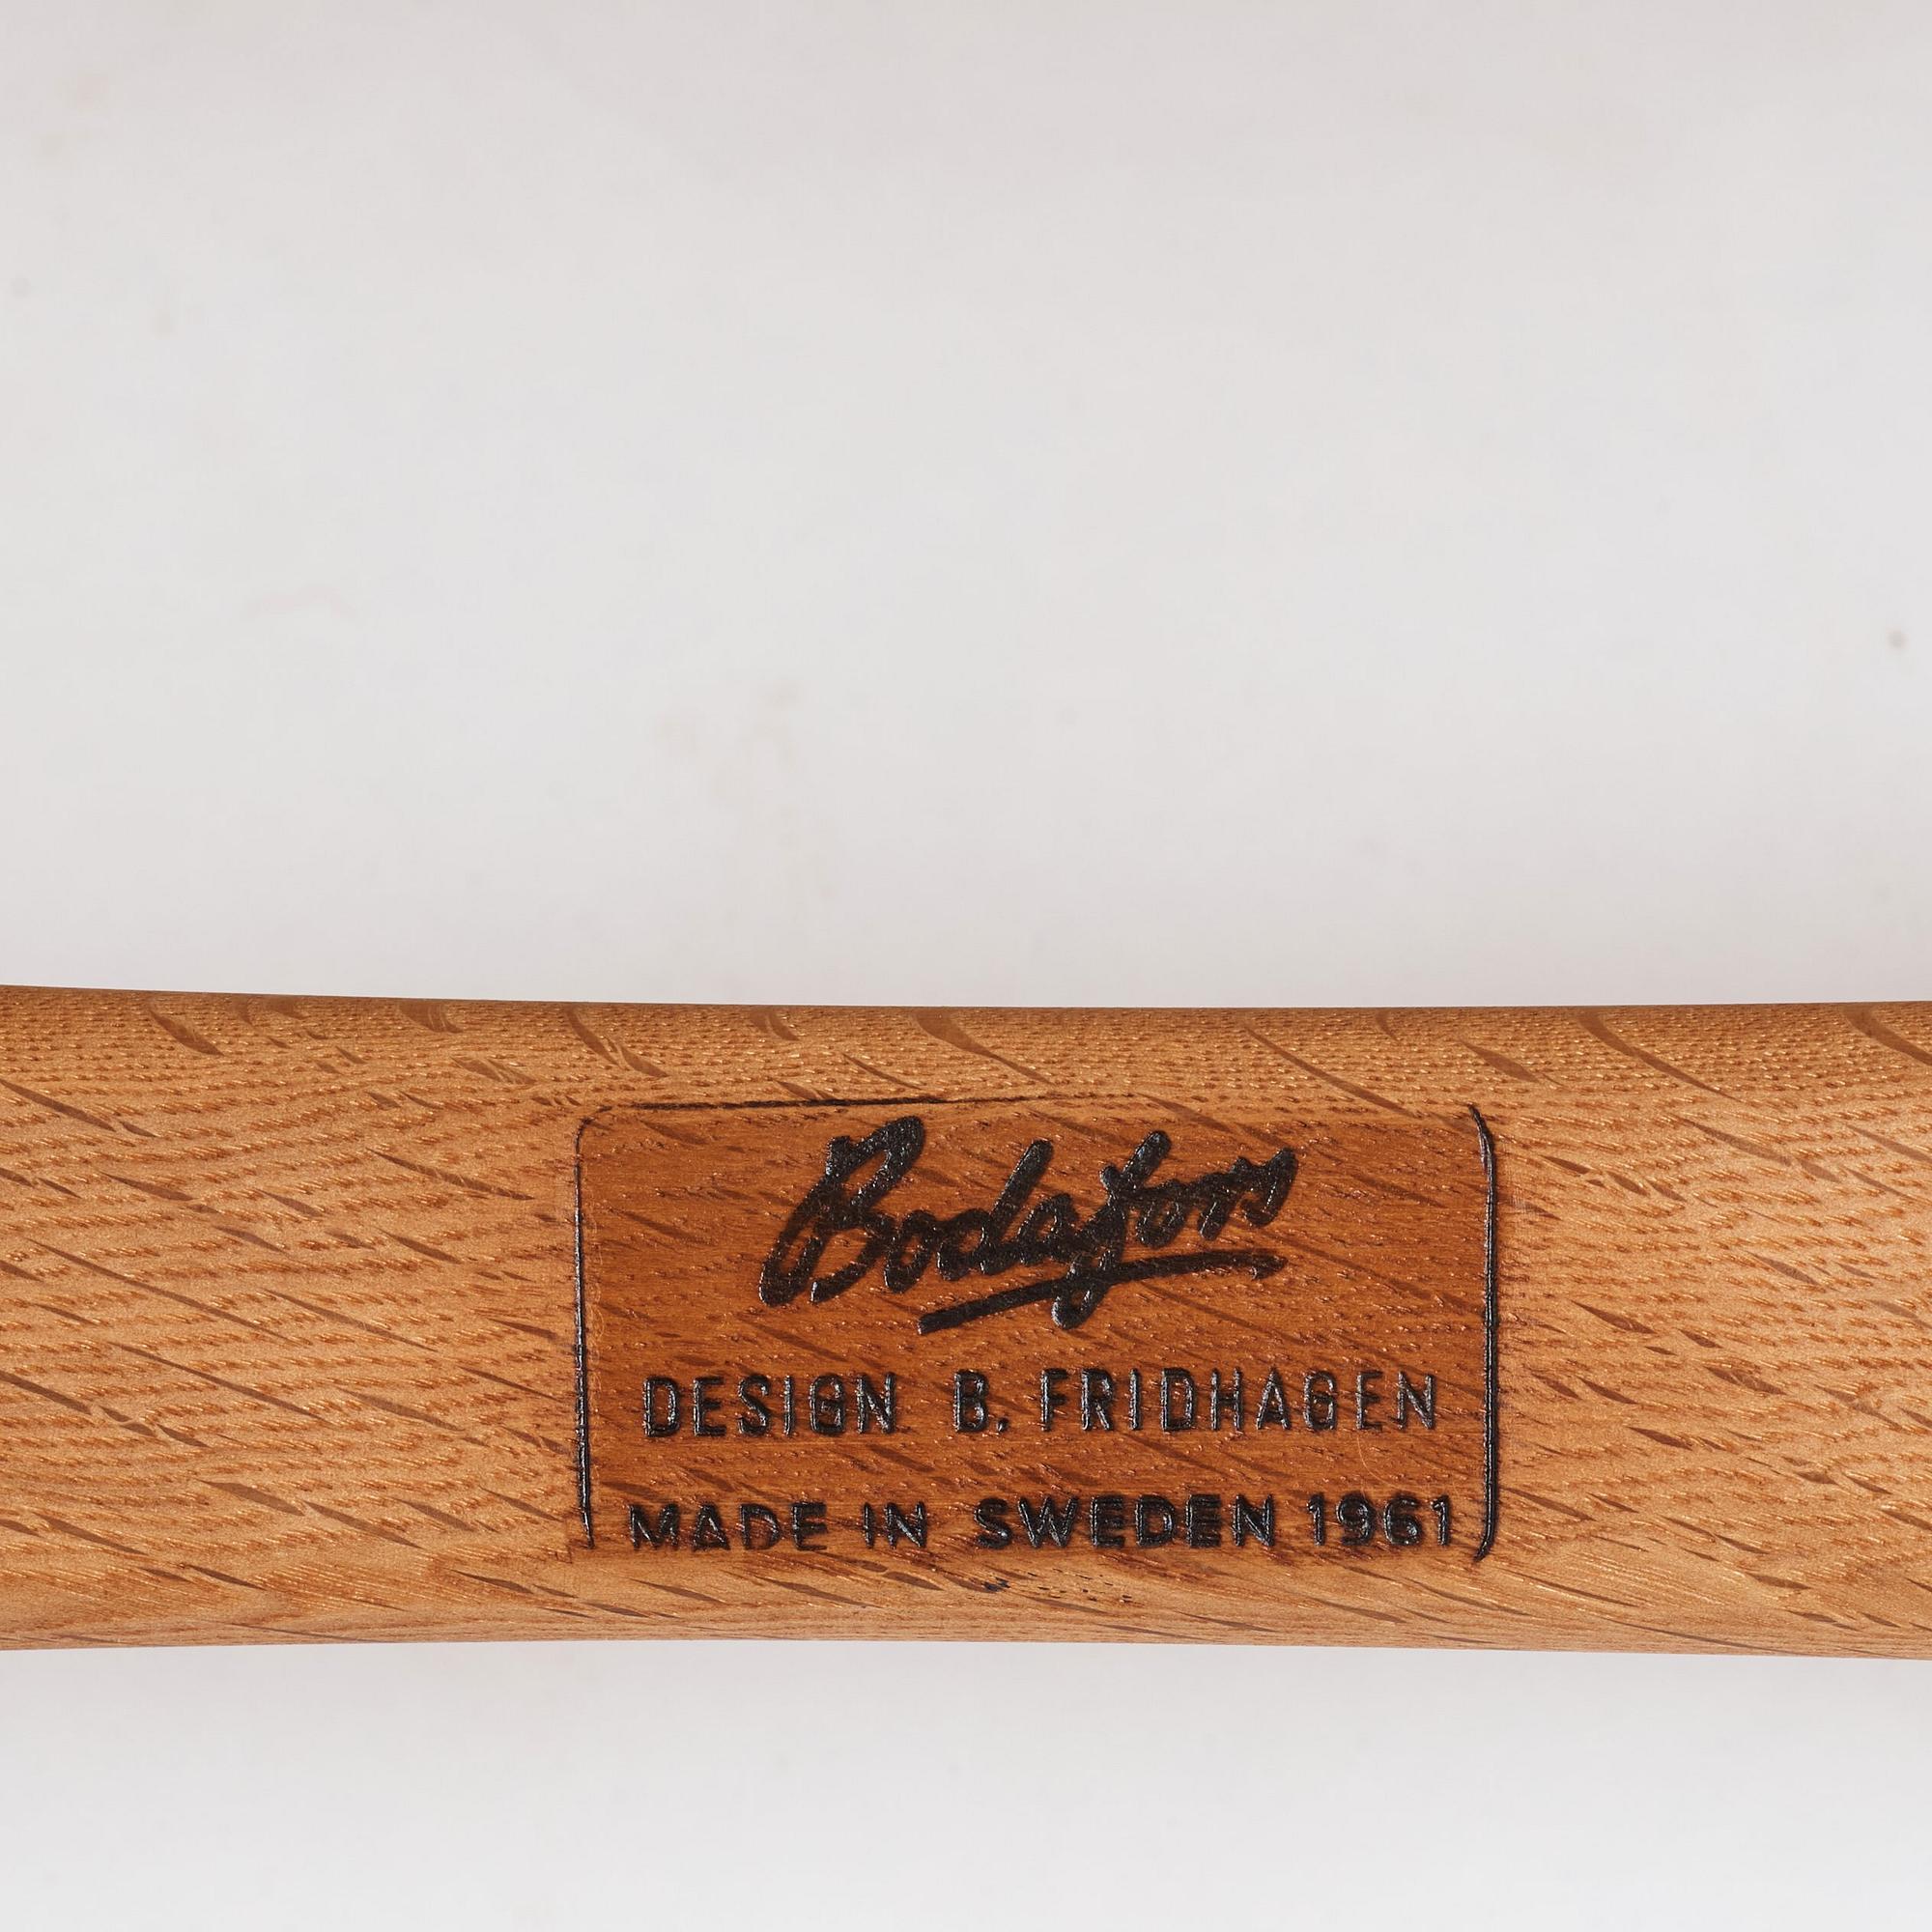 Bodafors
DESIGN B. FRIDHAGEN
MADE IN SWEDEN 1961